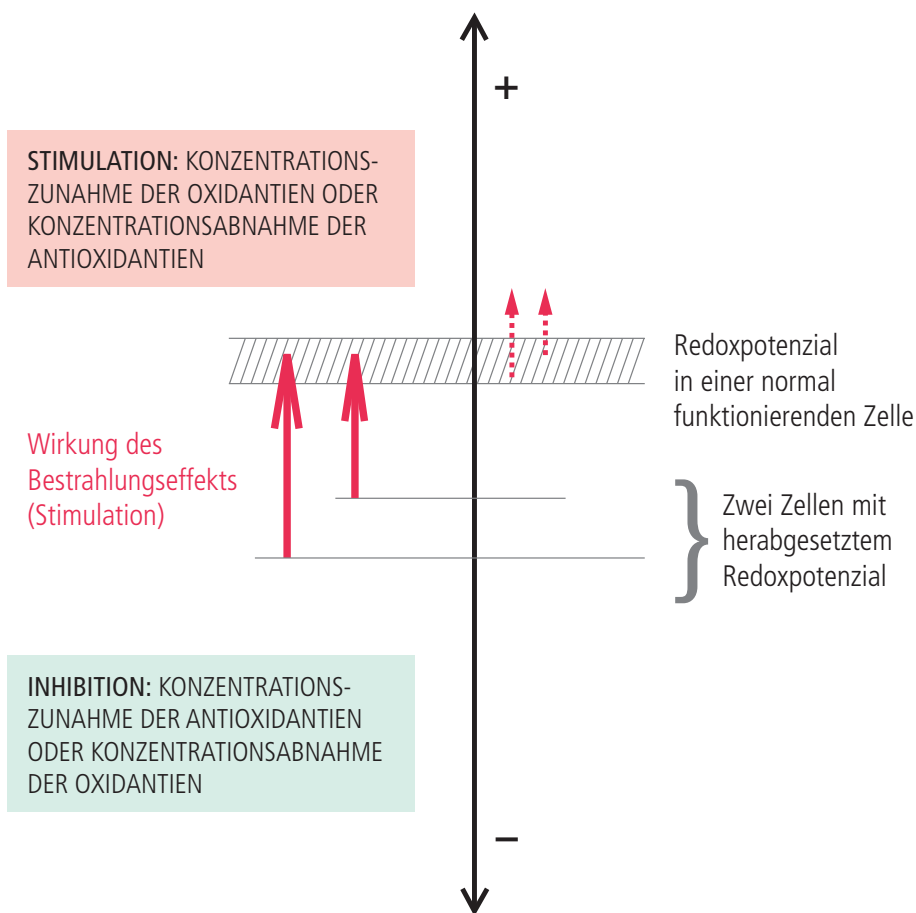 +
STIMULATION: KONZENTRATIONS-
ZUNAHME DER OXIDANTIEN ODER
KONZENTRATIONSABNAHME DER
ANTIOXIDANTIEN
Redoxpotenzial
in einer normal
funktionierenden Zelle
Wirkung des
Bestrahlungseffekts
(Stimulation)
Zwei Zellen mit
herabgesetztem
Redoxpotenzial
INHIBITION: KONZENTRATIONS-
ZUNAHME DER ANTIOXIDANTIEN
ODER KONZENTRATIONSABNAHME
DER OXIDANTIEN
–